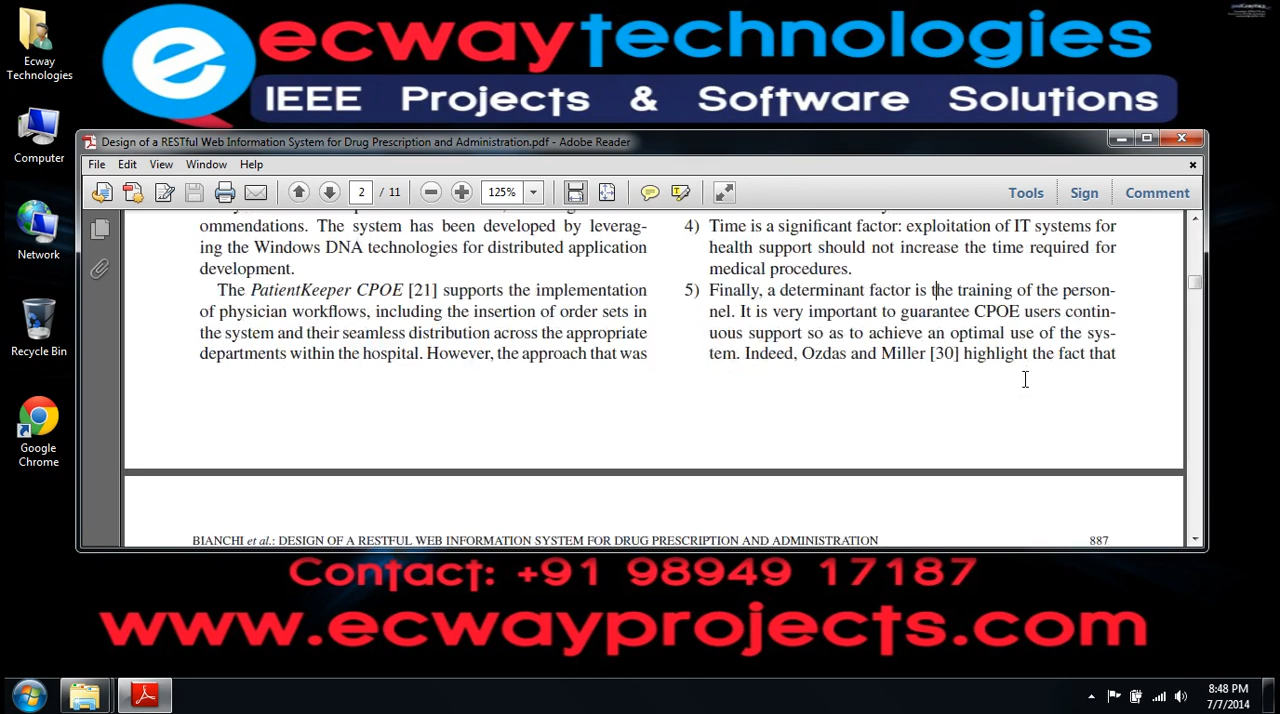 ecwaytechnologies
IEEE Projects & Software Solutions
Ecway
Technologies
Computer
Network
Recycle Bin
Google
Chrome
Design of a RESTful Web Information System for Drug Prescription and Administration.pdf - Adobe Reader
File Edit View Window Help
2 / 11 125% Tools Sign Comment
ommendations. The system has been developed by leverag-
ing the Windows DNA technologies for distributed application
development.
The PatientKeeper CPOE [21] supports the implementation
of physician workflows, including the insertion of order sets in
the system and their seamless distribution across the appropriate
departments within the hospital. However, the approach that was
4) Time is a significant factor: exploitation of IT systems for
health support should not increase the time required for
medical procedures.
5) Finally, a determinant factor is the training of the person-
nel. It is very important to guarantee CPOE users contin-
uous support so as to achieve an optimal use of the sys-
tem. Indeed, Ozdas and Miller [30] highlight the fact that
BIANCHI et al.: DESIGN OF A RESTFUL WEB INFORMATION SYSTEM FOR DRUG PRESCRIPTION AND ADMINISTRATION 887
Contact: +91 98949 17187
www.ecwayprojects.com
8:48 PM
7/7/2014